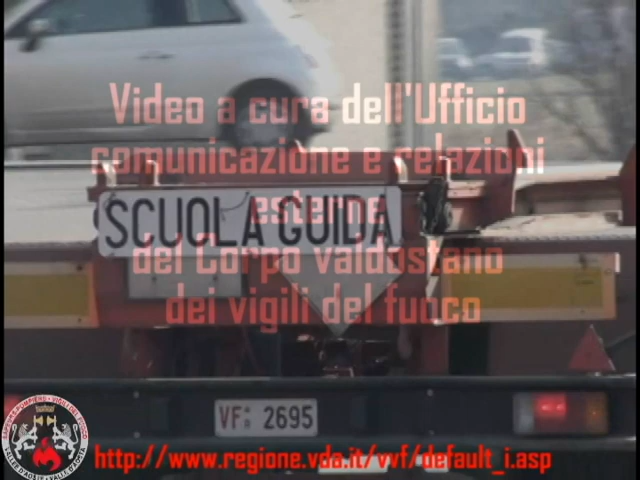 Video a cura dell'Ufficio
comunicazione e relazioni
esterne
SCUOLA GUIDA
del Corpo valdostano
dei vigili del fuoco
VF R 2695
http://www.regione.vda.it/vvf/default_i.asp